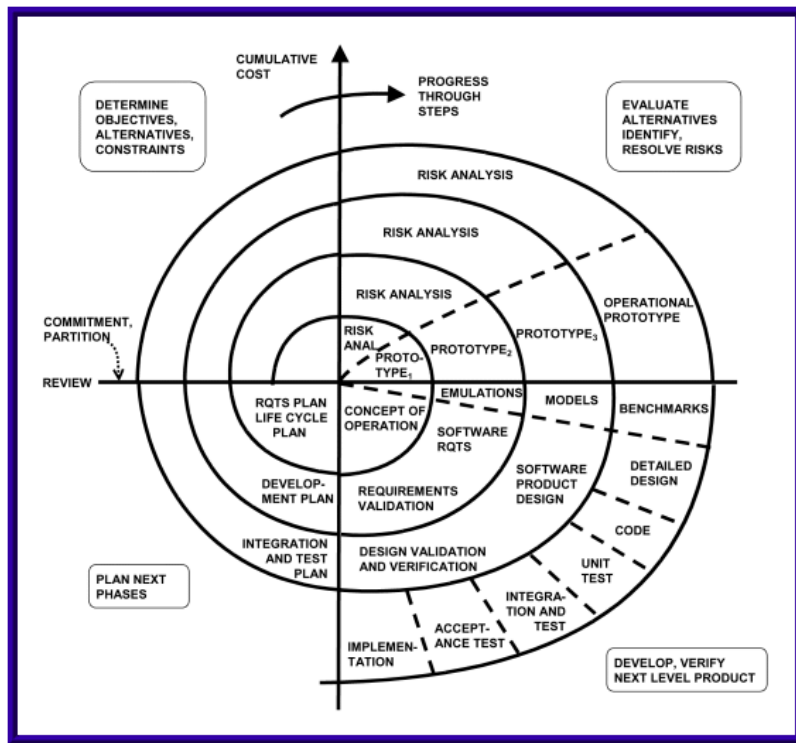 CUMULATIVE
COST
PROGRESS
THROUGH
STEPS
DETERMINE
OBJECTIVES,
ALTERNATIVES,
CONSTRAINTS
EVALUATE
ALTERNATIVES
IDENTIFY,
RESOLVE RISKS
RISK ANALYSIS
RISK ANALYSIS
RISK ANALYSIS
RISK
ANAL.
PROTO-
TYPE1
PROTOTYPE2
PROTOTYPE3
OPERATIONAL
PROTOTYPE
COMMITMENT,
PARTITION
REVIEW
RQTS PLAN
LIFE CYCLE
PLAN
CONCEPT OF
OPERATION
EMULATIONS
MODELS
BENCHMARKS
SOFTWARE
RQTS
SOFTWARE
PRODUCT
DESIGN
DETAILED
DESIGN
DEVELOP-
MENT PLAN
REQUIREMENTS
VALIDATION
CODE
INTEGRATION
AND TEST
PLAN
DESIGN VALIDATION
AND VERIFICATION
UNIT
TEST
PLAN NEXT
PHASES
INTEGRA-
TION AND
TEST
ACCEPT-
ANCE TEST
IMPLEMEN-
TATION
DEVELOP, VERIFY
NEXT LEVEL PRODUCT